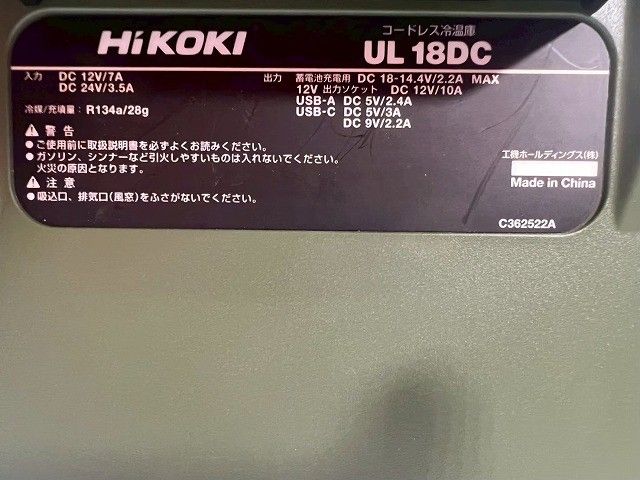 HiKOKI
コードレス冷温庫
UL 18DC
入力 DC 12V/7A
DC 24V/3.5A
冷媒/充填量: R134a/28g
出力 蓄電池充電用 DC 18-14.4V/2.2A MAX
12V 出力ソケット DC 12V/10A
USB-A DC 5V/2.4A
USB-C DC 5V/3A
DC 9V/2.2A
⚠ 警告
●ご使用前に取扱説明書を必ずよくお読みください。
●ガソリン、シンナーなど引火しやすいものは入れないでください。
火災の原因となります。
⚠ 注意
●吸込口、排気口(風窓)をふさがないでください。
工機ホールディングス(株)
Made in China
C362522A